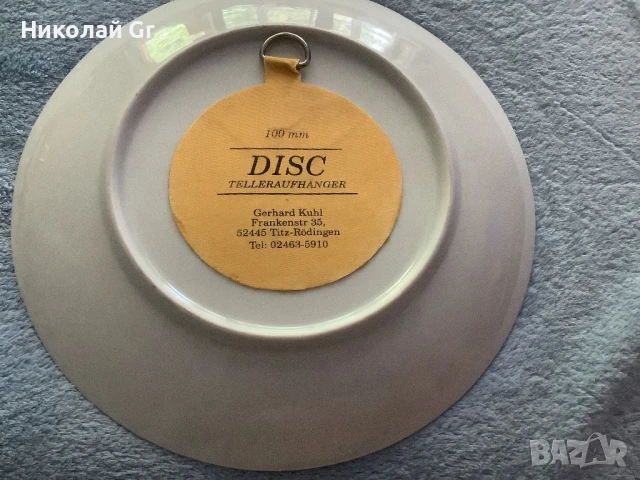 Николай Gr
100 mm
DISC
TELLERAUFHÄNGER
Gerhard Kuhl
Frankenstr 35,
52445 Titz-Rödingen
Tel: 02463-5910
BAZAR